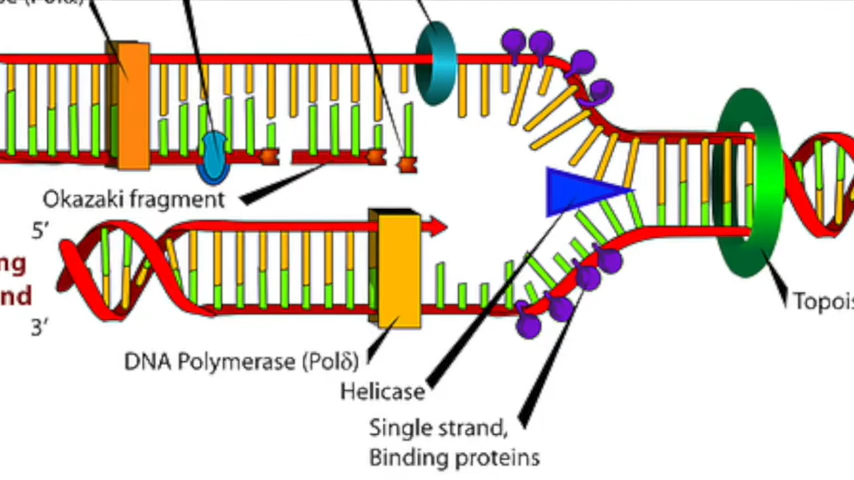 Okazaki fragment
5′
3′
DNA Polymerase (Polδ)
Helicase
Single strand,
Binding proteins